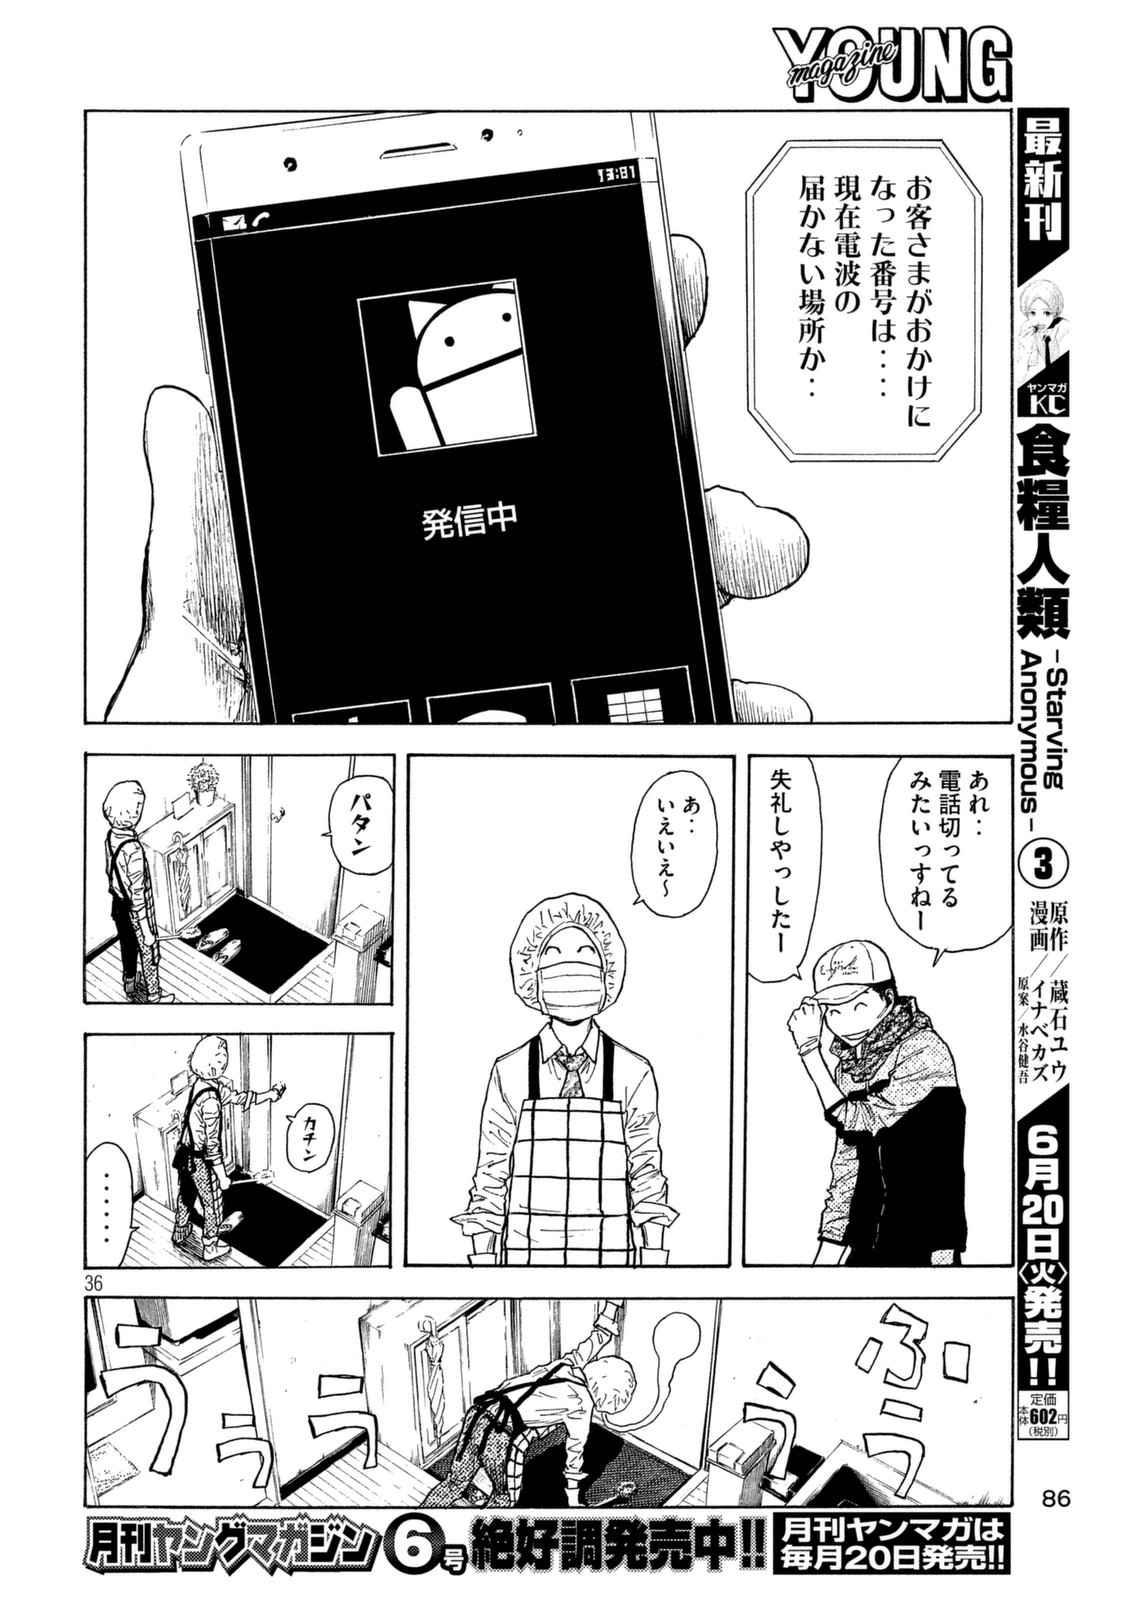 YOUNG
magazine
お客さまがおかけに
なった番号は‥‥
現在電波の
届かない場所か‥
13:01
発信中
あれ‥
電話切ってる
みたいっすねー
失礼しやっしたー
あ‥
いえいえ〜
パタン
カチン
‥‥‥
36
ふうううううう
最新刊
ヤンマガ
KC
食糧人類
-Starving
Anonymous-
3
原作／蔵石ユウ
漫画／イナベカズ
原案／水谷健吾
6月20日〈火〉発売!!
定価
本体602円
(税別)
86
月刊ヤングマガジン6号絶好調発売中!!
月刊ヤンマガは
毎月20日発売!!